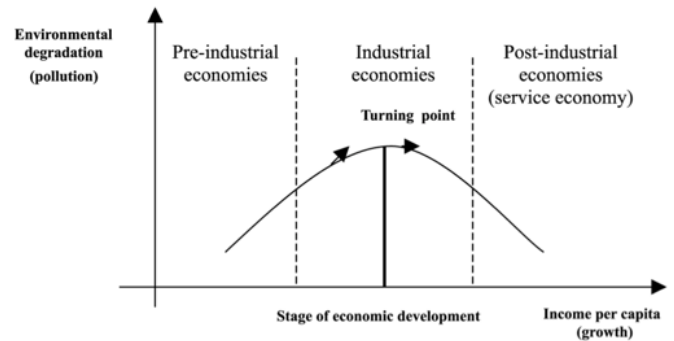 Environmental
degradation
(pollution)
Pre-industrial
economies
Industrial
economies
Post-industrial
economies
(service economy)
Turning point
Stage of economic development
Income per capita
(growth)